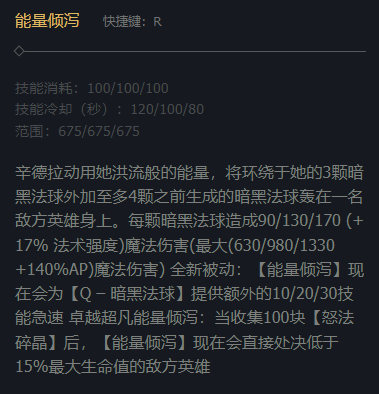 能量倾泻 快捷键：R
技能消耗：100/100/100
技能冷却（秒）：120/100/80
范围：675/675/675
辛德拉动用她洪流般的能量，将环绕于她的3颗暗
黑法球外加至多4颗之前生成的暗黑法球轰在一名
敌方英雄身上。每颗暗黑法球造成90/130/170 (+
17% 法术强度)魔法伤害(最大(630/980/1330
+140%AP)魔法伤害) 全新被动：【能量倾泻】现
在会为【Q – 暗黑法球】提供额外的10/20/30技
能急速 卓越超凡能量倾泻：当收集100块【怒法
碎晶】后，【能量倾泻】现在会直接处决低于
15%最大生命值的敌方英雄